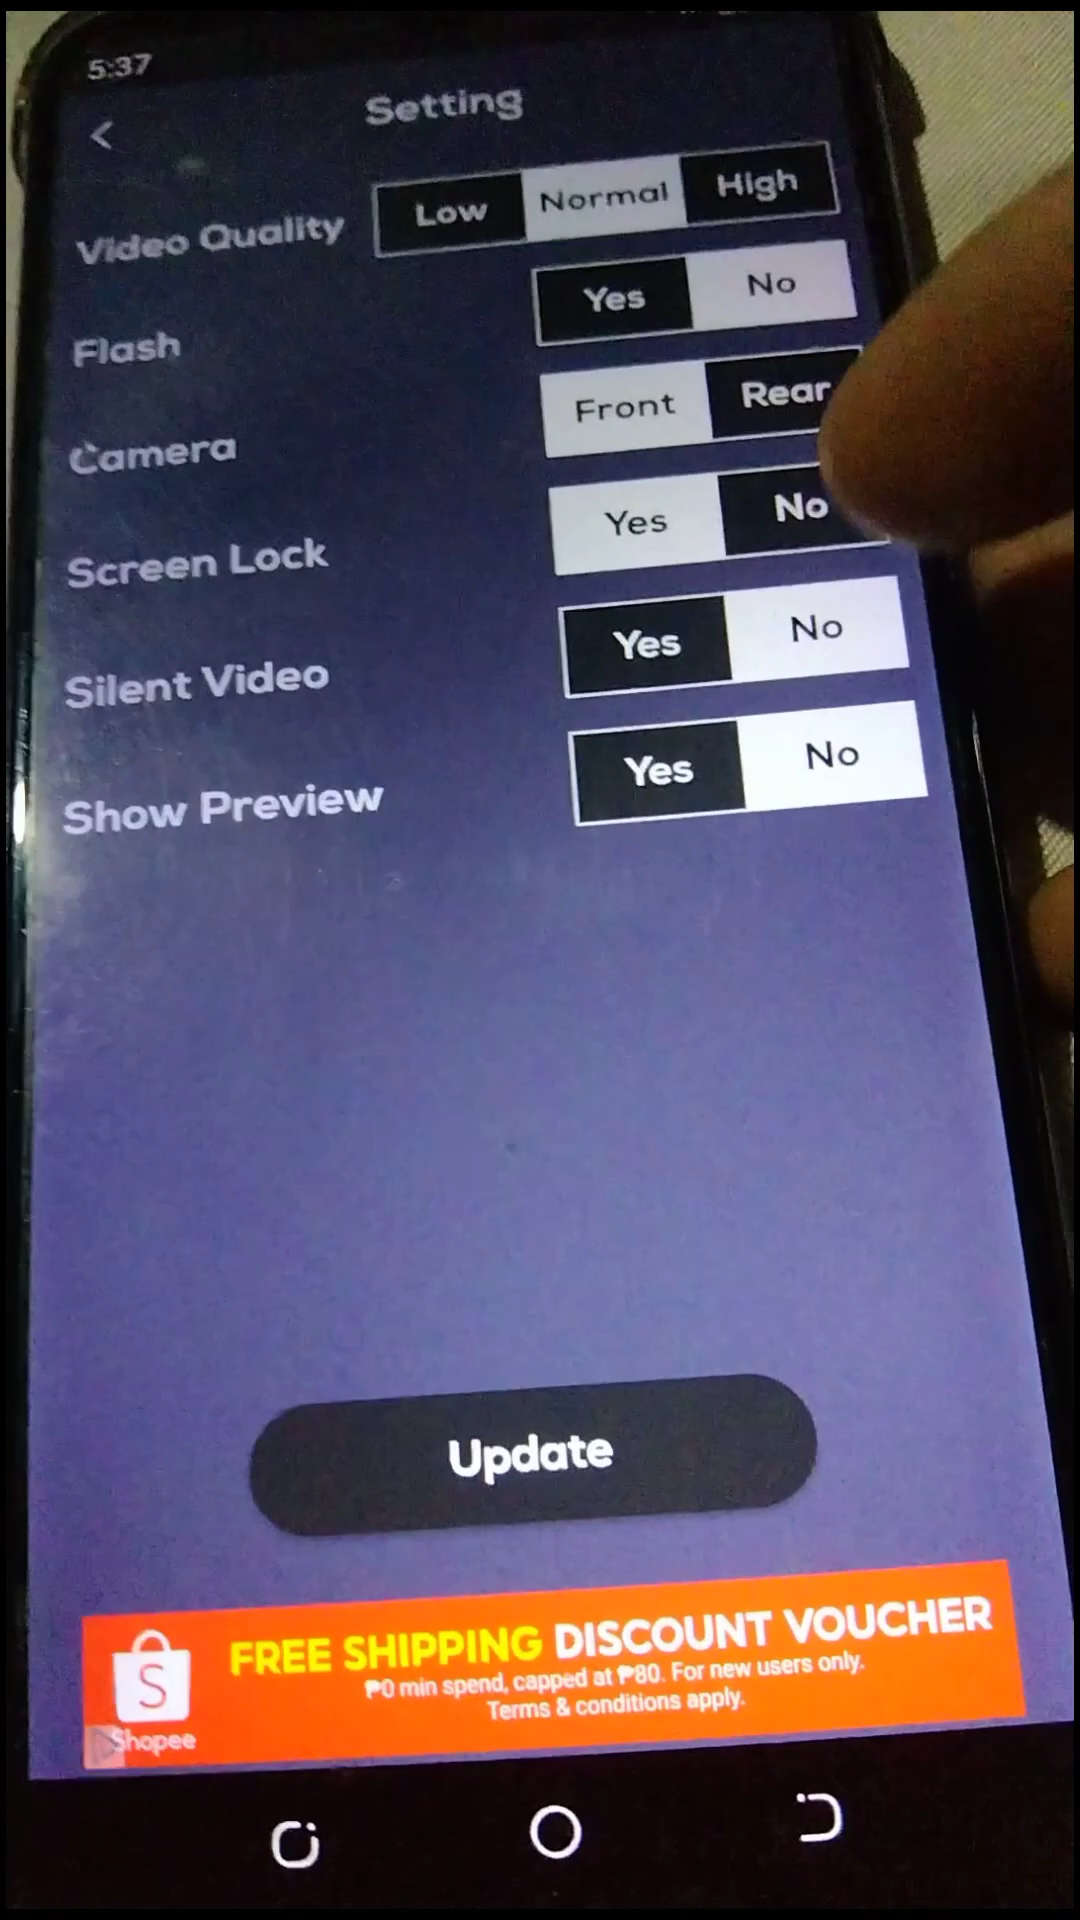 5:37
Setting
Video Quality Low Normal High
Flash Yes No
Camera Front Rear
Screen Lock Yes No
Silent Video Yes No
Show Preview Yes No
Update
FREE SHIPPING DISCOUNT VOUCHER
₱0 min spend, capped at ₱80. For new users only.
Terms & conditions apply.
S
Shopee